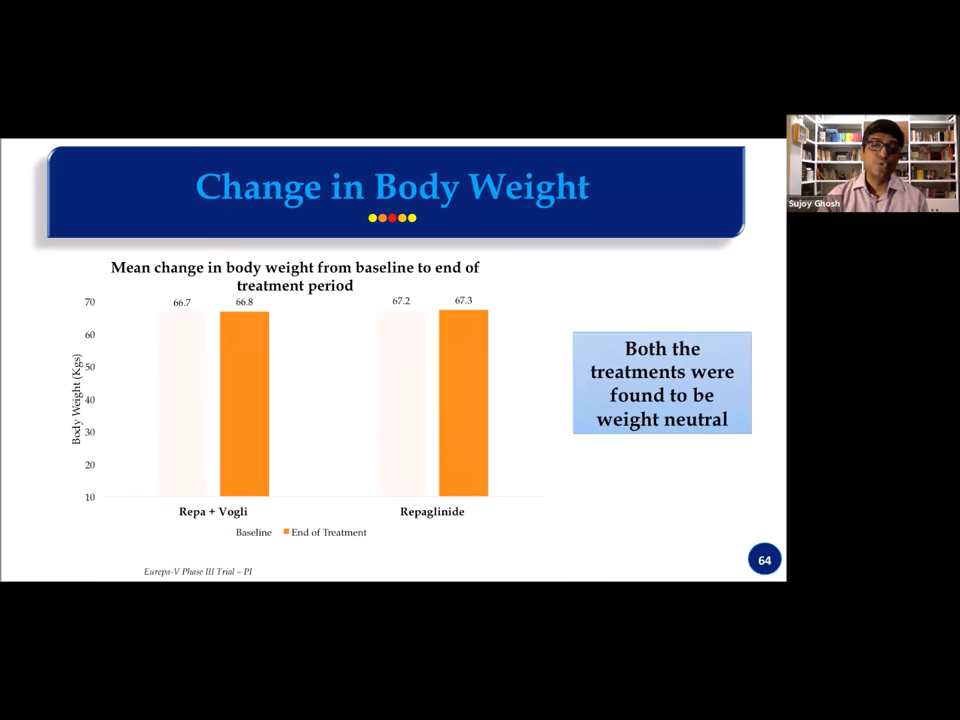 Change in Body Weight
Mean change in body weight from baseline to end of
treatment period
Body Weight (Kgs)
70
60
50
40
30
20
10
66.7
66.8
67.2
67.3
Repa + Vogli
Repaglinide
Baseline
End of Treatment
Both the
treatments were
found to be
weight neutral
Eurepa-V Phase III Trial – PI
64
Sujoy Ghosh